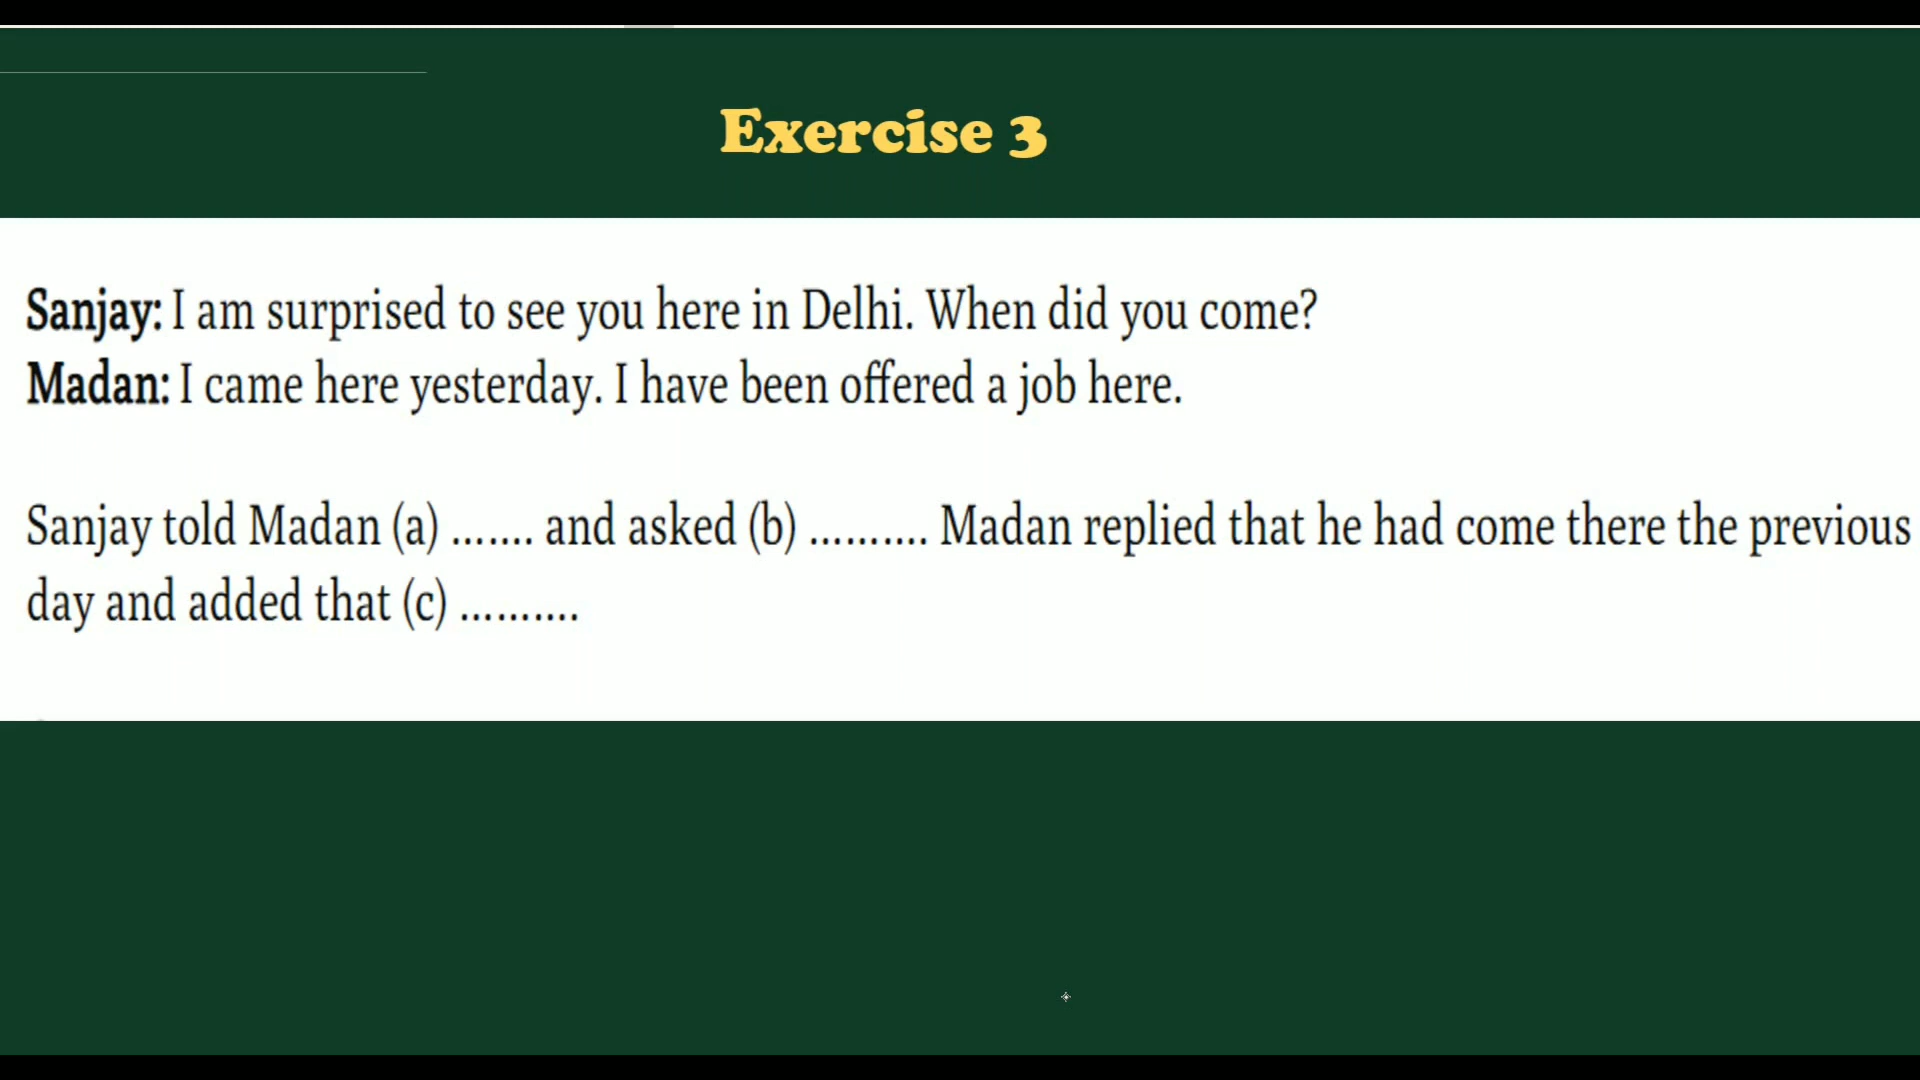 Exercise 3
Sanjay: I am surprised to see you here in Delhi. When did you come?
Madan: I came here yesterday. I have been offered a job here.
Sanjay told Madan (a) ....... and asked (b) .......... Madan replied that he had come there the previous
day and added that (c) ..........